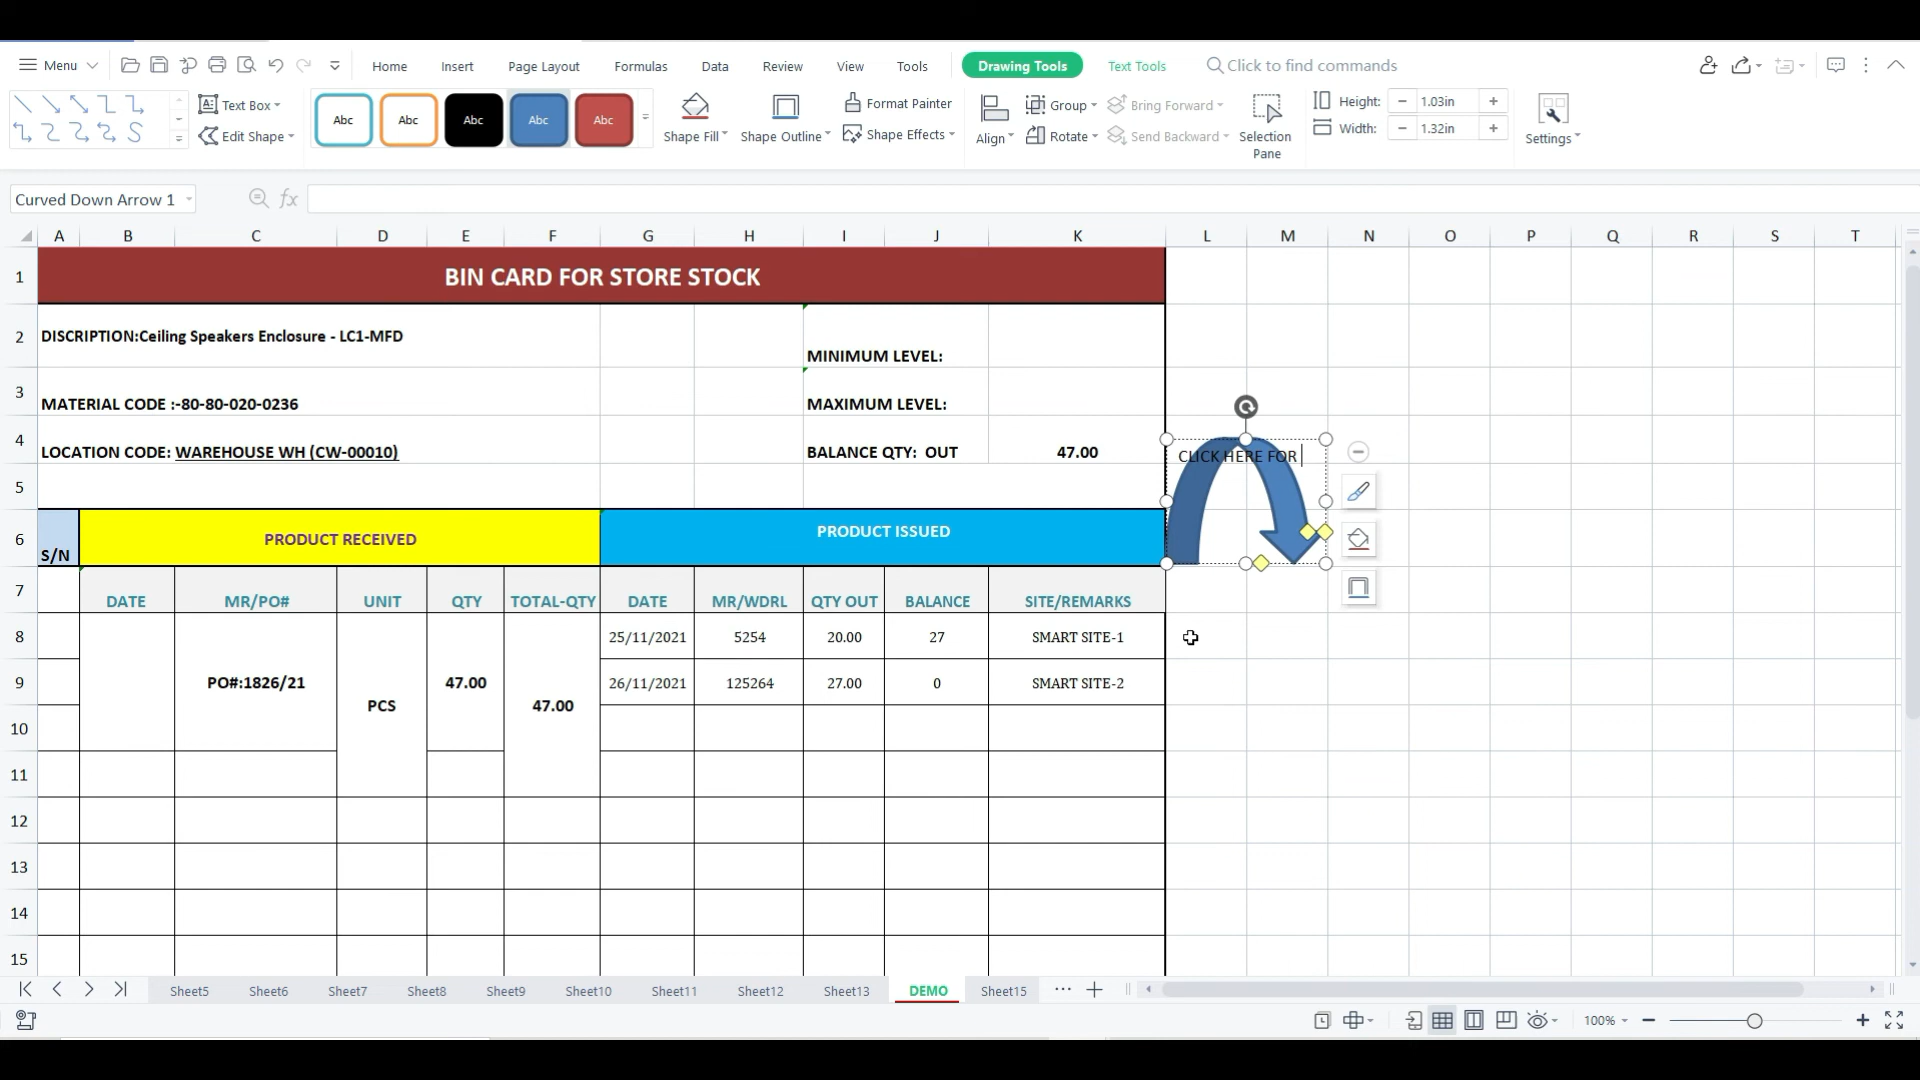 Menu
Home
Insert
Page Layout
Formulas
Data
Review
View
Tools
Drawing Tools
Text Tools
Click to find commands
Text Box
Edit Shape
Abc
Abc
Abc
Abc
Abc
Shape Fill
Shape Outline
Format Painter
Shape Effects
Align
Group
Rotate
Bring Forward
Send Backward
Selection Pane
Height: 1.03in
Width: 1.32in
Settings
Curved Down Arrow 1
fx
A B C D E F G H I J K L M N O P Q R S T
1 BIN CARD FOR STORE STOCK
2 DISCRIPTION:Ceiling Speakers Enclosure - LC1-MFD MINIMUM LEVEL:
3 MATERIAL CODE :-80-80-020-0236 MAXIMUM LEVEL:
4 LOCATION CODE: WAREHOUSE WH (CW-00010) BALANCE QTY: OUT 47.00 CLICK HERE FOR
5
6 S/N PRODUCT RECEIVED PRODUCT ISSUED
7 DATE MR/PO# UNIT QTY TOTAL-QTY DATE MR/WDRL QTY OUT BALANCE SITE/REMARKS
8 25/11/2021 5254 20.00 27 SMART SITE-1
9 PO#:1826/21 PCS 47.00 47.00 26/11/2021 125264 27.00 0 SMART SITE-2
10
11
12
13
14
15
Sheet5 Sheet6 Sheet7 Sheet8 Sheet9 Sheet10 Sheet11 Sheet12 Sheet13 DEMO Sheet15 ...
100%